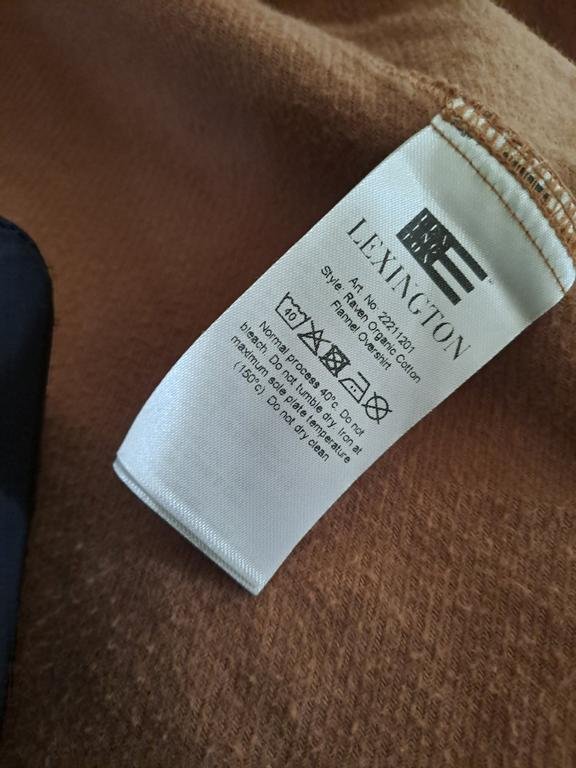 LEXINGTON
Art. No. 22211201
Style: Raven Organic Cotton
Flannel Overshirt
40
Normal process 40°c. Do not
bleach. Do not tumble dry. Iron at
maximum sole plate temperature
(150°c). Do not dry clean